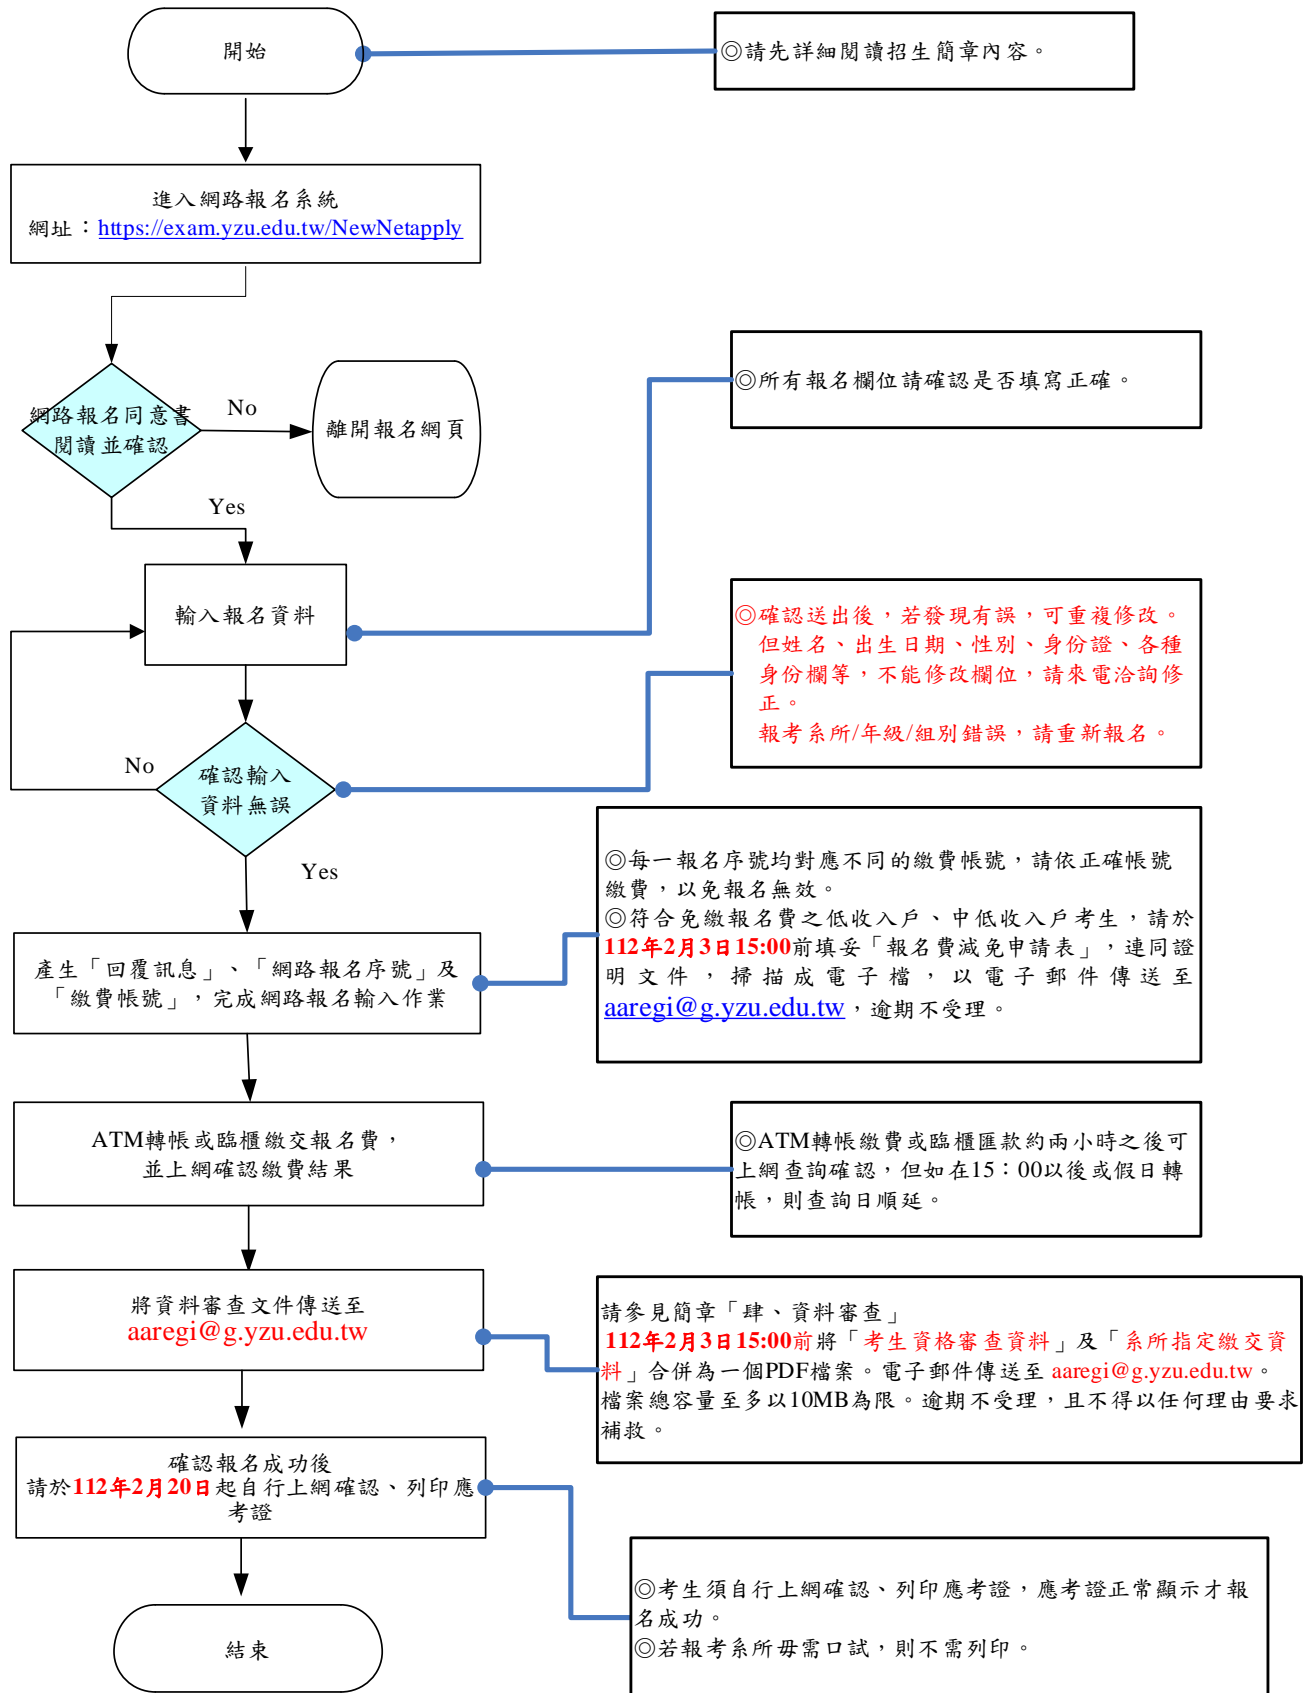 開始
◎請先詳細閱讀招生簡章內容。
進入網路報名系統
網址：https://exam.yzu.edu.tw/NewNetapply
網路報名同意書
閱讀並確認
No
離開報名網頁
◎所有報名欄位請確認是否填寫正確。
Yes
輸入報名資料
◎確認送出後，若發現有誤，可重複修改。
但姓名、出生日期、性別、身份證、各種
身份欄等，不能修改欄位，請來電洽詢修
正。
報考系所/年級/組別錯誤，請重新報名。
No
確認輸入
資料無誤
Yes
◎每一報名序號均對應不同的繳費帳號，請依正確帳號
繳費，以免報名無效。
◎符合免繳報名費之低收入戶、中低收入戶考生，請於
112年2月3日15:00前填妥「報名費減免申請表」，連同證
明文件，掃描成電子檔，以電子郵件傳送至
aaregi@g.yzu.edu.tw，逾期不受理。
產生「回覆訊息」、「網路報名序號」及
「繳費帳號」，完成網路報名輸入作業
ATM轉帳或臨櫃繳交報名費，
並上網確認繳費結果
◎ATM轉帳繳費或臨櫃匯款約兩小時之後可
上網查詢確認，但如在15：00以後或假日轉
帳，則查詢日順延。
將資料審查文件傳送至
aaregi@g.yzu.edu.tw
請參見簡章「肆、資料審查」
112年2月3日15:00前將「考生資格審查資料」及「系所指定繳交資
料」合併為一個PDF檔案。電子郵件傳送至 aaregi@g.yzu.edu.tw。
檔案總容量至多以10MB為限。逾期不受理，且不得以任何理由要求
補救。
確認報名成功後
請於112年2月20日起自行上網確認、列印應
考證
◎考生須自行上網確認、列印應考證，應考證正常顯示才報
名成功。
◎若報考系所毋需口試，則不需列印。
結束